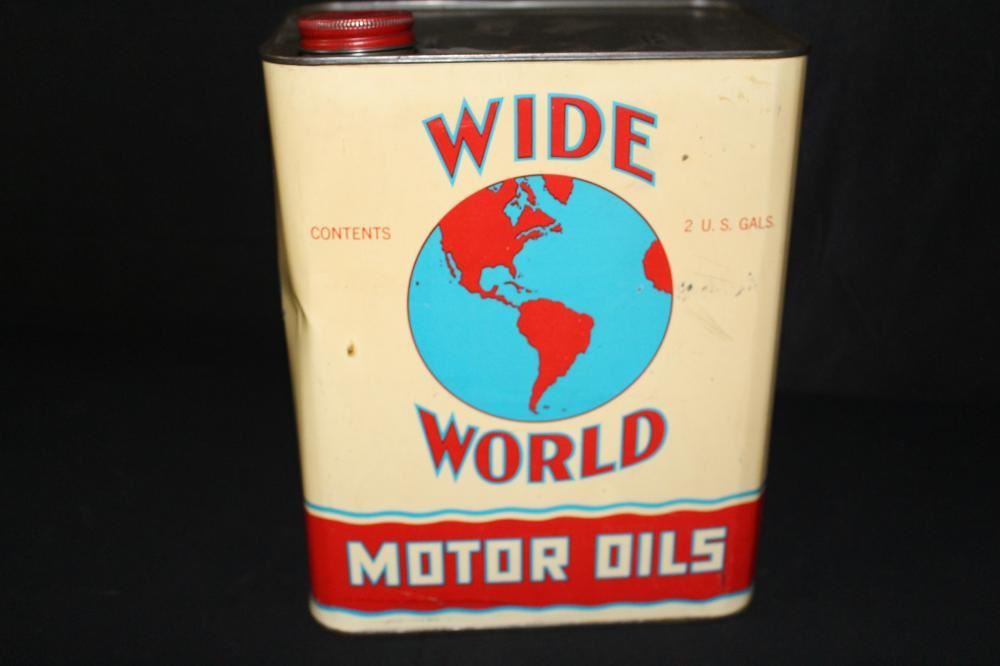 WIDE
CONTENTS
2 U. S. GALS.
WORLD
MOTOR OILS